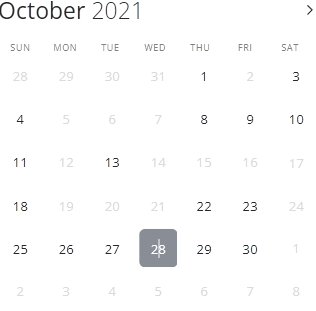 October 2021
SUN MON TUE WED THU FRI SAT
28 29 30 31 1 2 3
4 5 6 7 8 9 10
11 12 13 14 15 16 17
18 19 20 21 22 23 24
25 26 27 28 29 30 1
2 3 4 5 6 7 8